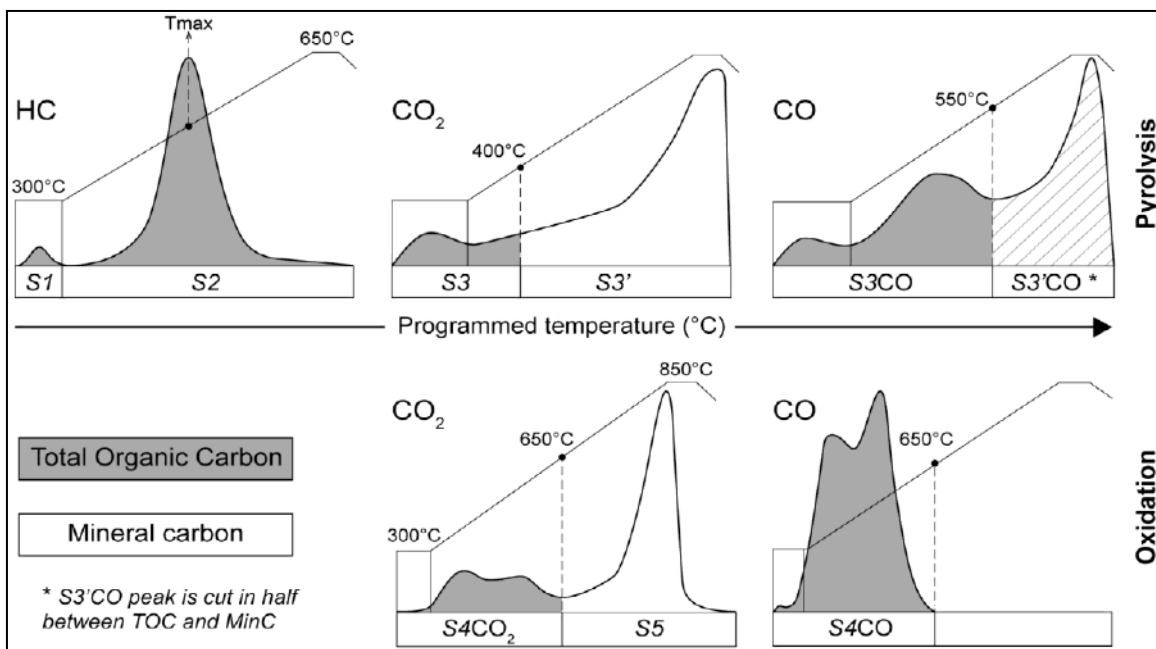 Tmax
650°C
HC
300°C
S1
S2
CO2
400°C
S3
S3'
CO
550°C
S3CO
S3'CO *
Pyrolysis
Programmed temperature (°C)
Total Organic Carbon
Mineral carbon
* S3'CO peak is cut in half
between TOC and MinC
CO2
300°C
650°C
850°C
S4CO2
S5
CO
650°C
S4CO
Oxidation